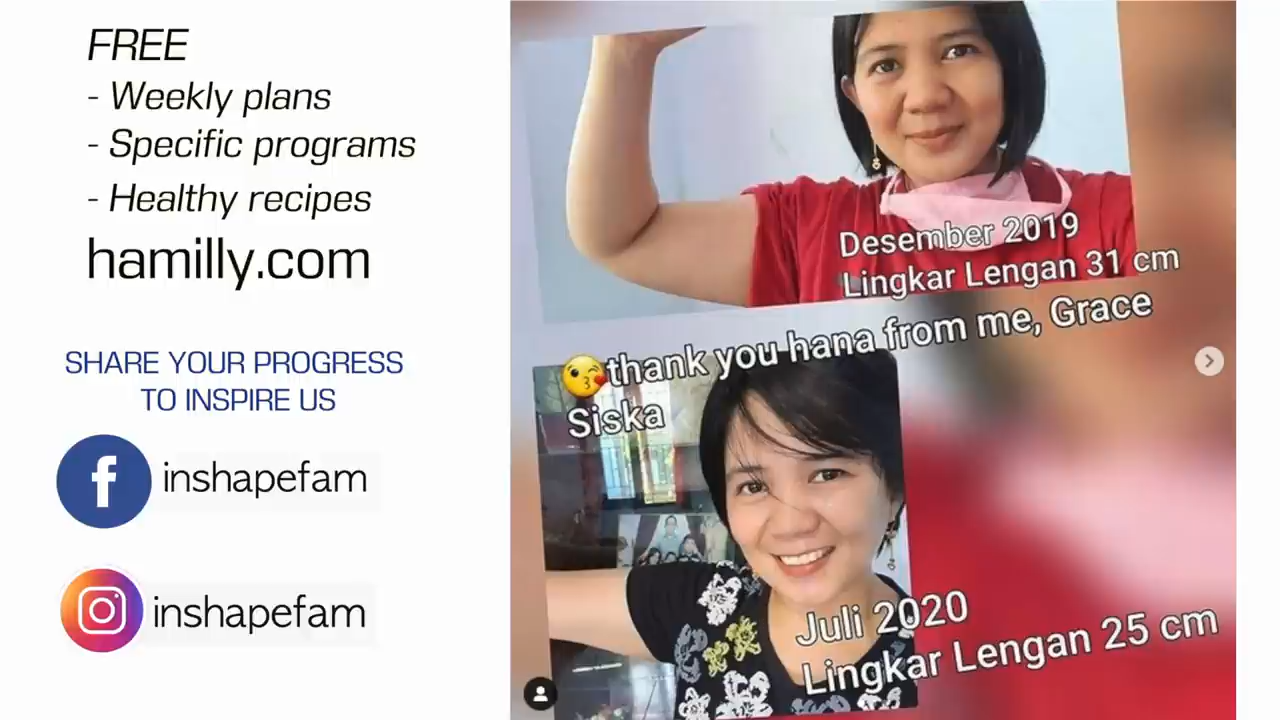 FREE
- Weekly plans
- Specific programs
- Healthy recipes
hamilly.com
SHARE YOUR PROGRESS
TO INSPIRE US
inshapefam
inshapefam
Desember 2019
Lingkar Lengan 31 cm
😘thank you hana from me, Grace
Siska
Juli 2020
Lingkar Lengan 25 cm